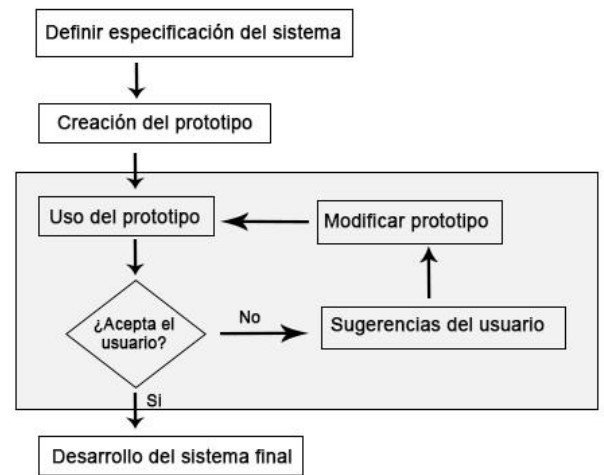 Definir especificación del sistema
Creación del prototipo
Uso del prototipo
Modificar prototipo
¿Acepta el
usuario?
No
Sugerencias del usuario
Si
Desarrollo del sistema final